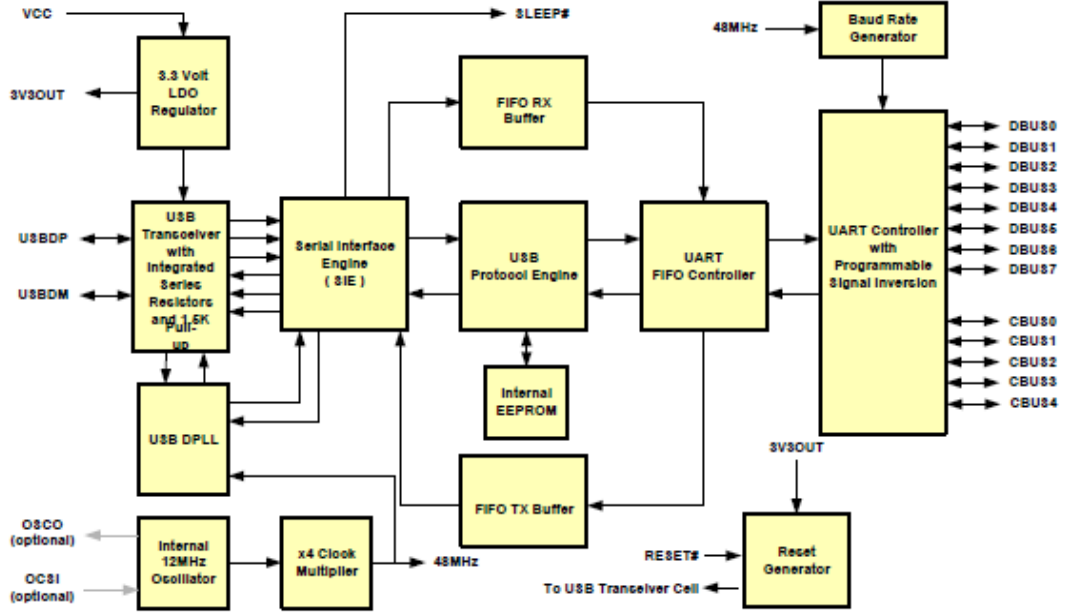 VCC
SLEEP#
48MHz
Baud Rate
Generator
3.3 Volt
LDO
Regulator
3V3OUT
FIFO RX
Buffer
DBUS0
DBUS1
DBUS2
DBUS3
DBUS4
DBUS5
DBUS6
DBUS7
USBDP
USBDM
USB
Transceiver
with
Integrated
Series
Resistors
and 1.5K
Pull-
up
Serial Interface
Engine
( SIE )
USB
Protocol Engine
UART
FIFO Controller
UART Controller
with
Programmable
Signal Inversion
CBUS0
CBUS1
CBUS2
CBUS3
CBUS4
Internal
EEPROM
USB DPLL
3V3OUT
FIFO TX Buffer
OSCO
(optional)
OCSI
(optional)
Internal
12MHz
Oscillator
x4 Clock
Multiplier
48MHz
RESET#
To USB Transeiver Cell
Reset
Generator